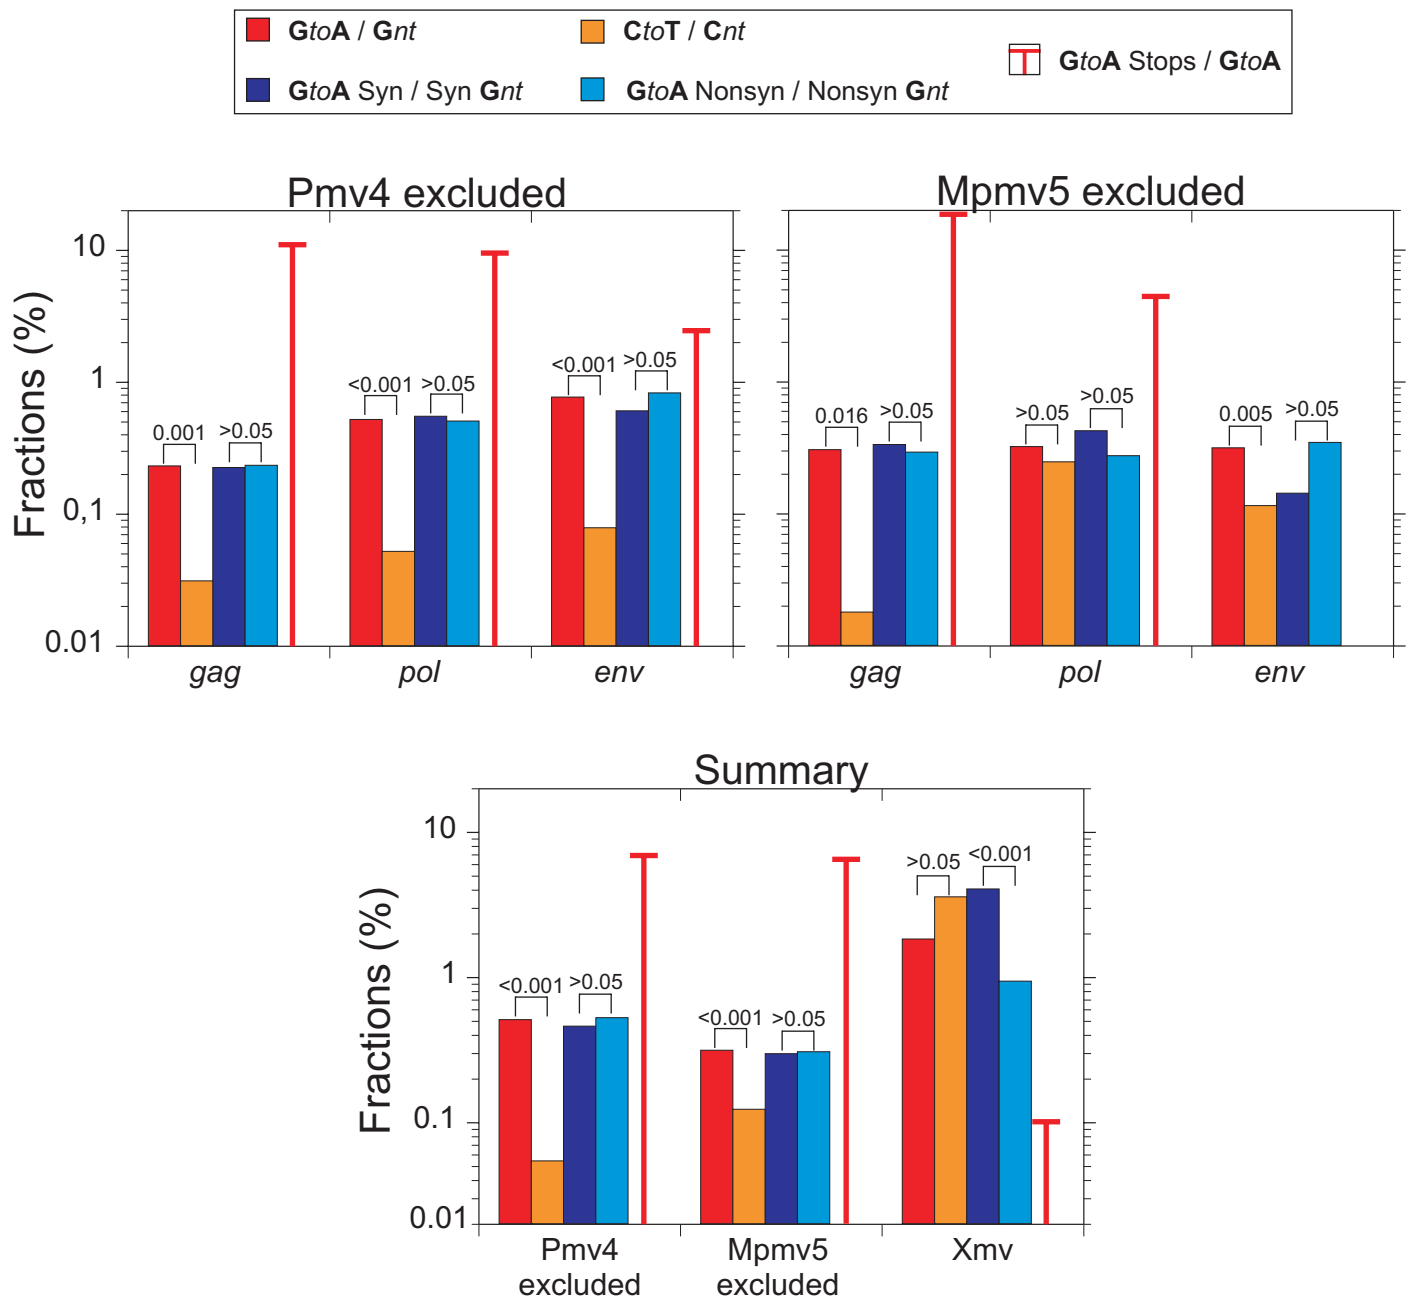 GtoA / Gnt
CtoT / Cnt
GtoA Stops / GtoA
GtoA Syn / Syn Gnt
GtoA Nonsyn / Nonsyn Gnt
Pmv4 excluded
Mpmv5 excluded
Fractions (%)
10
1
0,1
0.01
0.001
>0.05
<0.001
>0.05
<0.001
>0.05
gag
pol
env
0.016
>0.05
>0.05
>0.05
0.005
>0.05
gag
pol
env
Summary
Fractions (%)
10
1
0.1
0.01
<0.001
>0.05
<0.001
>0.05
>0.05
<0.001
Pmv4
excluded
Mpmv5
excluded
Xmv